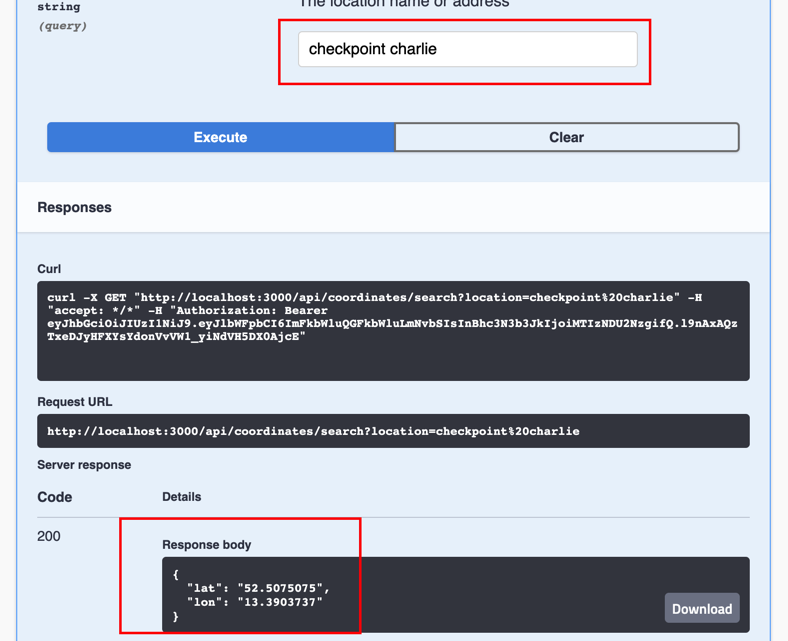 string
The location name or address
(query)
checkpoint charlie
Execute
Clear
Responses
Curl
curl -X GET "http://localhost:3000/api/coordinates/search?location=checkpoint%20charlie" -H
"accept: */*" -H "Authorization: Bearer
eyJhbGciOiJIUzI1NiJ9.eyJlbWFpbCI6ImFkbWluQGFkbWluLmNvbSIsInBhc3N3b3JkIjoiMTIzNDU2NzgifQ.l9nAxAQz
TxeDJyHFXYsYdonVvVW1_yiNdVH5DX0AjcE"
Request URL
http://localhost:3000/api/coordinates/search?location=checkpoint%20charlie
Server response
Code
Details
200
Response body
{
"lat": "52.5075075",
"lon": "13.3903737"
}
Download